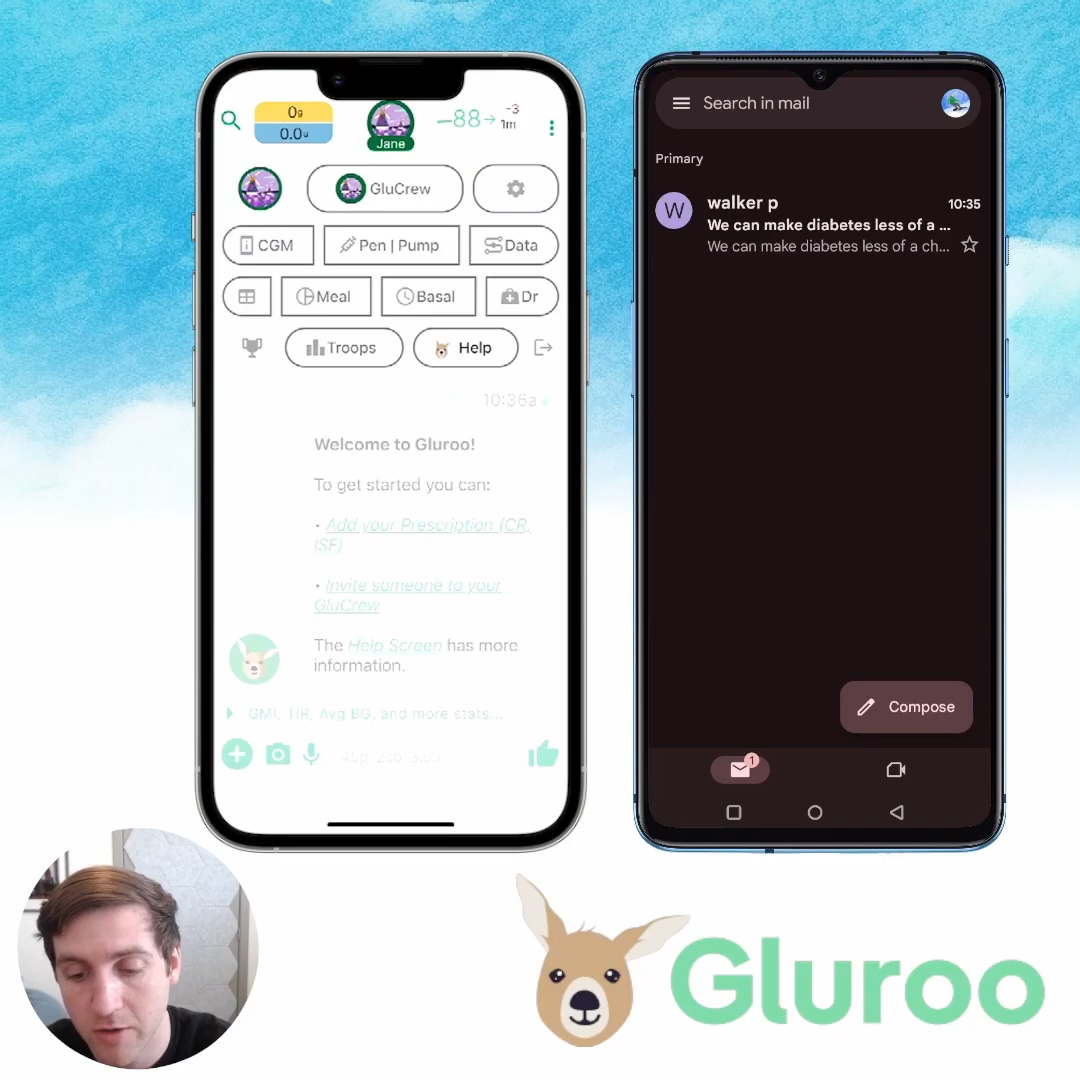 0g
0.0u
Jane
88
-3
1m
GluCrew
CGM
Pen | Pump
Data
Meal
Basal
Dr
Troops
Help
10:36a
Welcome to Gluroo!
To get started you can:
• Add your Prescription (CR,
ISF)
• Invite someone to your
GluCrew
The Help Screen has more
information.
GMI, TIR, Avg BG, and more stats...
Search in mail
Primary
W
walker p
10:35
We can make diabetes less of a ...
We can make diabetes less of a ch...
Compose
1
Gluroo